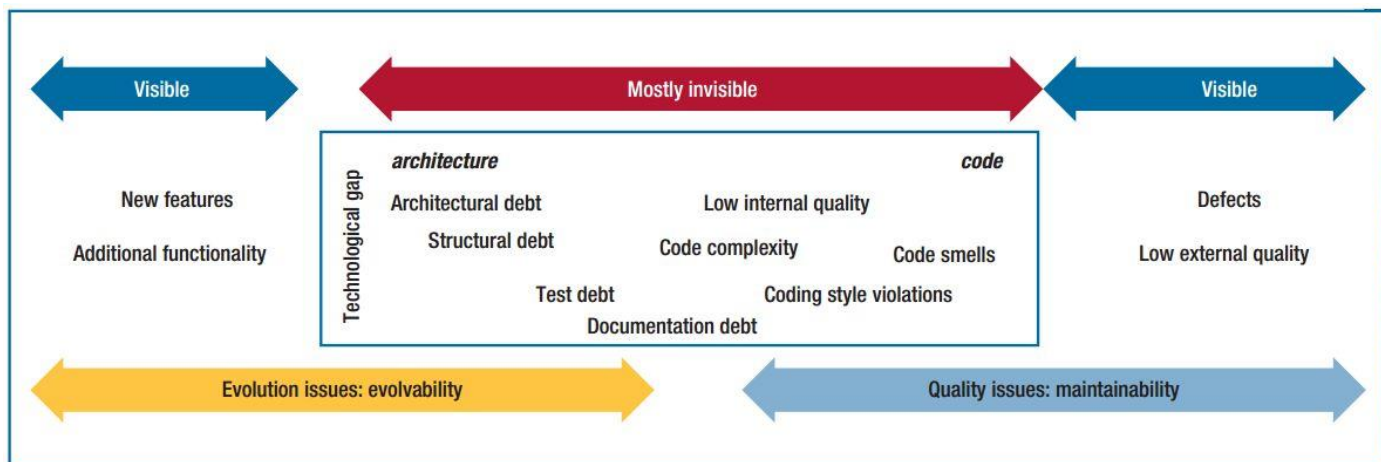 Visible
Mostly invisible
Visible
Technological gap
architecture
code
New features
Architectural debt
Low internal quality
Defects
Structural debt
Code complexity
Code smells
Additional functionality
Low external quality
Test debt
Coding style violations
Documentation debt
Evolution issues: evolvability
Quality issues: maintainability